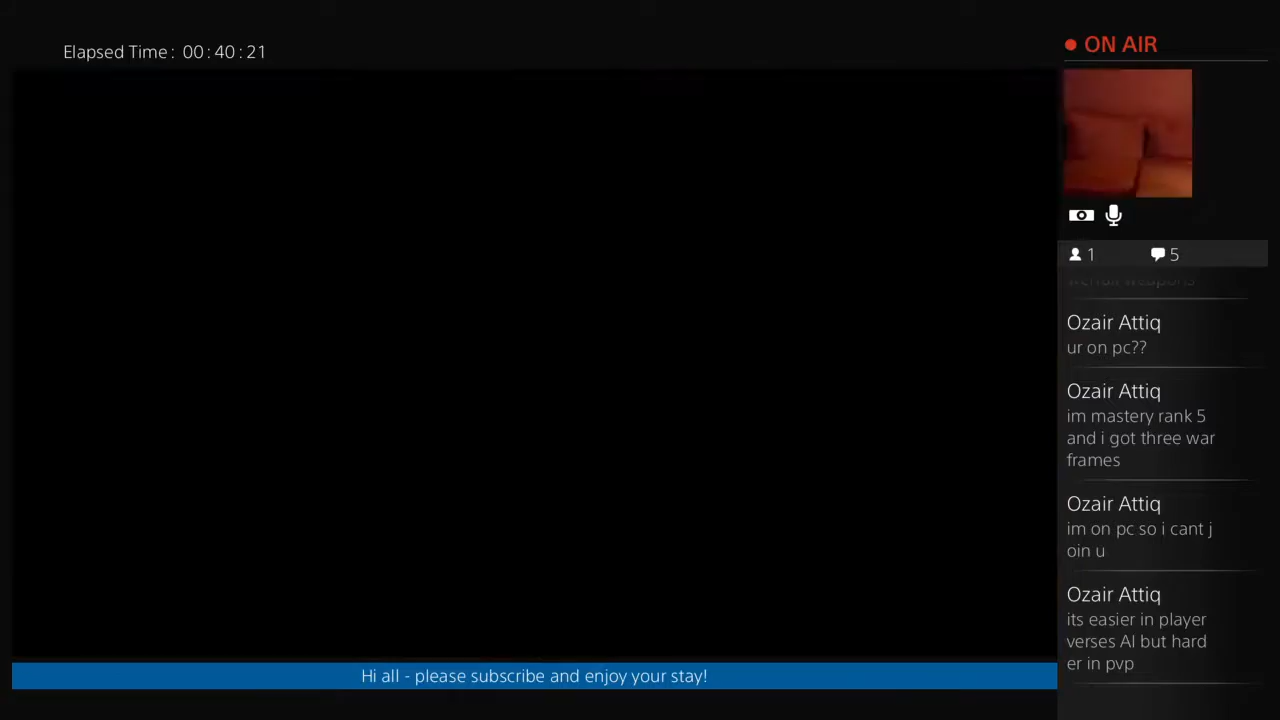 Elapsed Time: 00:40:21
ON AIR
1 5
Ozair Attiq
ur on pc??
Ozair Attiq
im mastery rank 5
and i got three war
frames
Ozair Attiq
im on pc so i cant j
oin u
Ozair Attiq
its easier in player
verses AI but hard
er in pvp
Hi all - please subscribe and enjoy your stay!